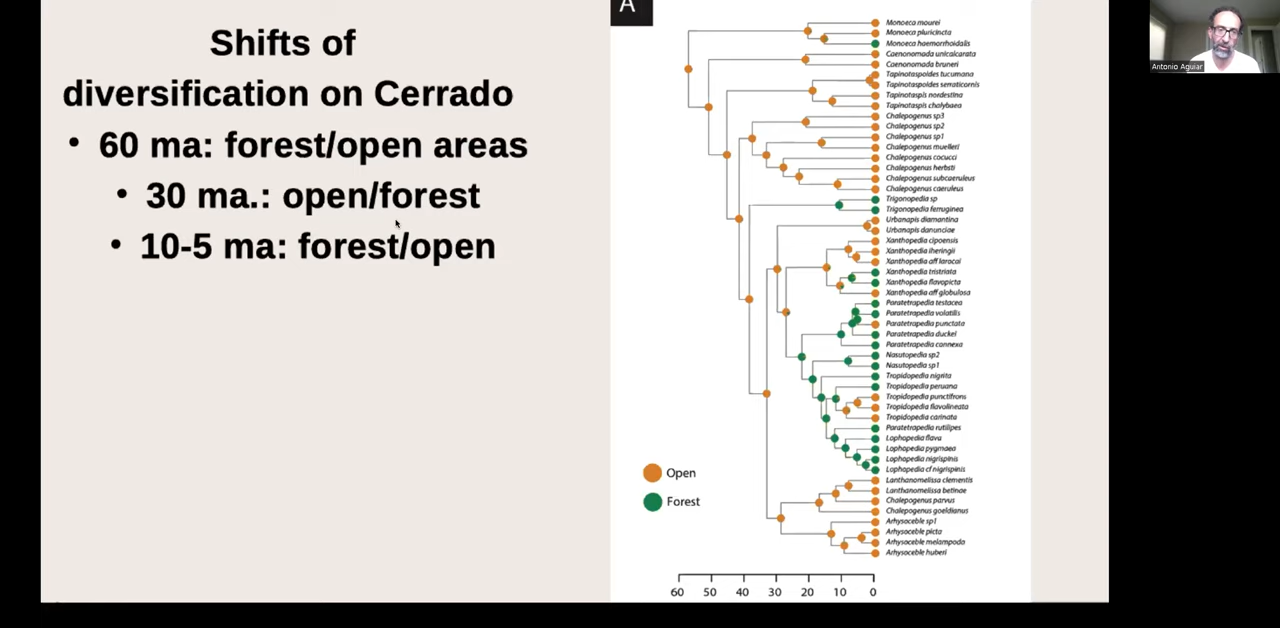 Shifts of
diversification on Cerrado
• 60 ma: forest/open areas
• 30 ma.: open/forest
• 10-5 ma: forest/open
A
Monoeca mourei
Monoeca pluricincta
Monoeca haemorrhoidalis
Caenonomada unicalcarata
Caenonomada bruneri
Tapinotaspoides tucumana
Tapinotaspoides serraticornis
Tapinotaspis nordestina
Tapinotaspis chalybaea
Chalepogenus sp3
Chalepogenus sp2
Chalepogenus sp1
Chalepogenus muelleri
Chalepogenus cocucci
Chalepogenus herbsti
Chalepogenus subcaeruleus
Chalepogenus caeruleus
Trigonopedia sp
Trigonopedia ferruginea
Urbanapis diamantina
Urbanapis danunciae
Xanthopedia cipoensis
Xanthopedia iheringii
Xanthopedia aff larocai
Xanthopedia tristriata
Xanthopedia flavopicta
Xanthopedia aff globulosa
Paratetrapedia testacea
Paratetrapedia volatilis
Paratetrapedia punctata
Paratetrapedia duckei
Paratetrapedia connexa
Nasutopedia sp2
Nasutopedia sp1
Tropidopedia nigrita
Tropidopedia peruana
Tropidopedia punctifrons
Tropidopedia flavolineata
Tropidopedia carinata
Paratetrapedia rutilipes
Lophopedia flava
Lophopedia pygmaea
Lophopedia nigrispinis
Lophopedia cf nigrispinis
Lanthanomelissa clementis
Lanthanomelissa betinae
Chalepogenus parvus
Chalepogenus goeldianus
Arhysoceble sp1
Arhysoceble picta
Arhysoceble melampoda
Arhysoceble huberi
Open
Forest
60 50 40 30 20 10 0
Antonio Aguiar